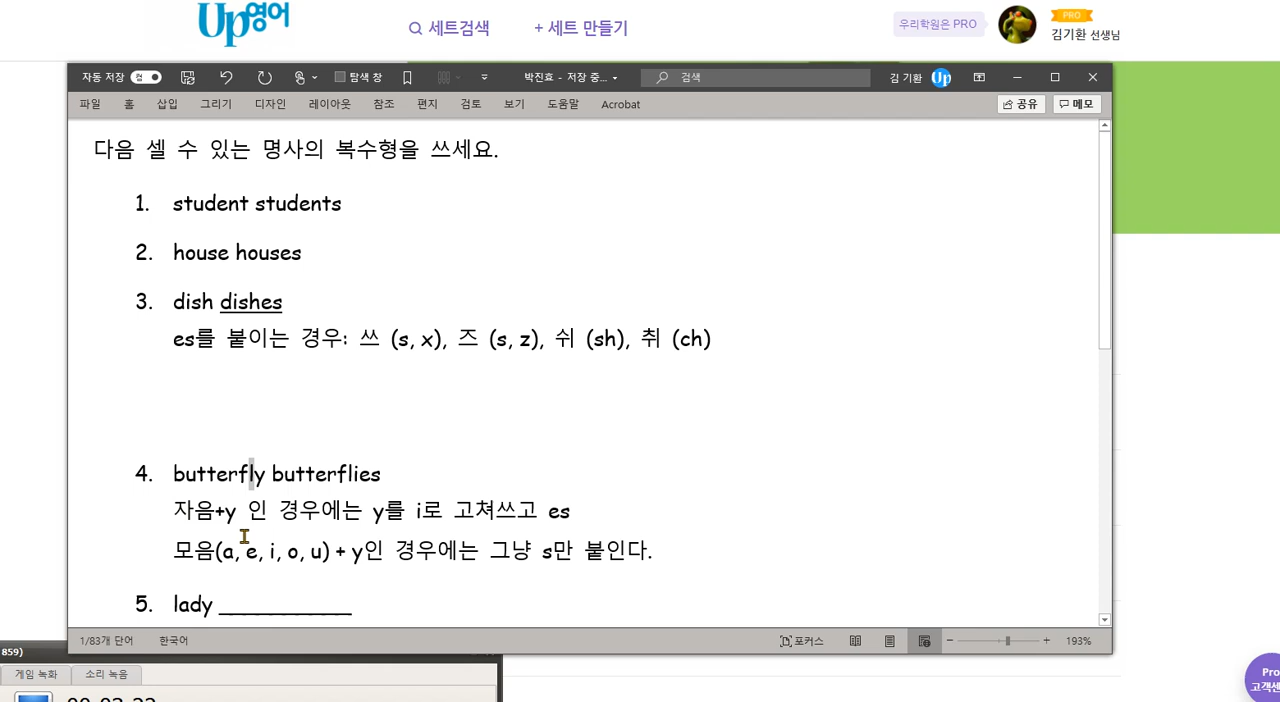 Up영어
세트검색
+ 세트 만들기
우리학원은 PRO
PRO
김기환 선생님
자동 저장 컴 탐색 창 박진효 - 저장 중... 검색 김 기환 Up
파일 홈 삽입 그리기 디자인 레이아웃 참조 편지 검토 보기 도움말 Acrobat 공유 메모
다음 셀 수 있는 명사의 복수형을 쓰세요.
1. student students
2. house houses
3. dish dishes
es를 붙이는 경우: 쓰 (s, x), 즈 (s, z), 쉬 (sh), 취 (ch)
4. butterfly butterflies
자음+y 인 경우에는 y를 i로 고쳐쓰고 es
모음(a, e, i, o, u) + y인 경우에는 그냥 s만 붙인다.
5. lady __________
1/83개 단어 한국어 포커스 193%
859)
게임 녹화 소리 녹음
Pro
고객센